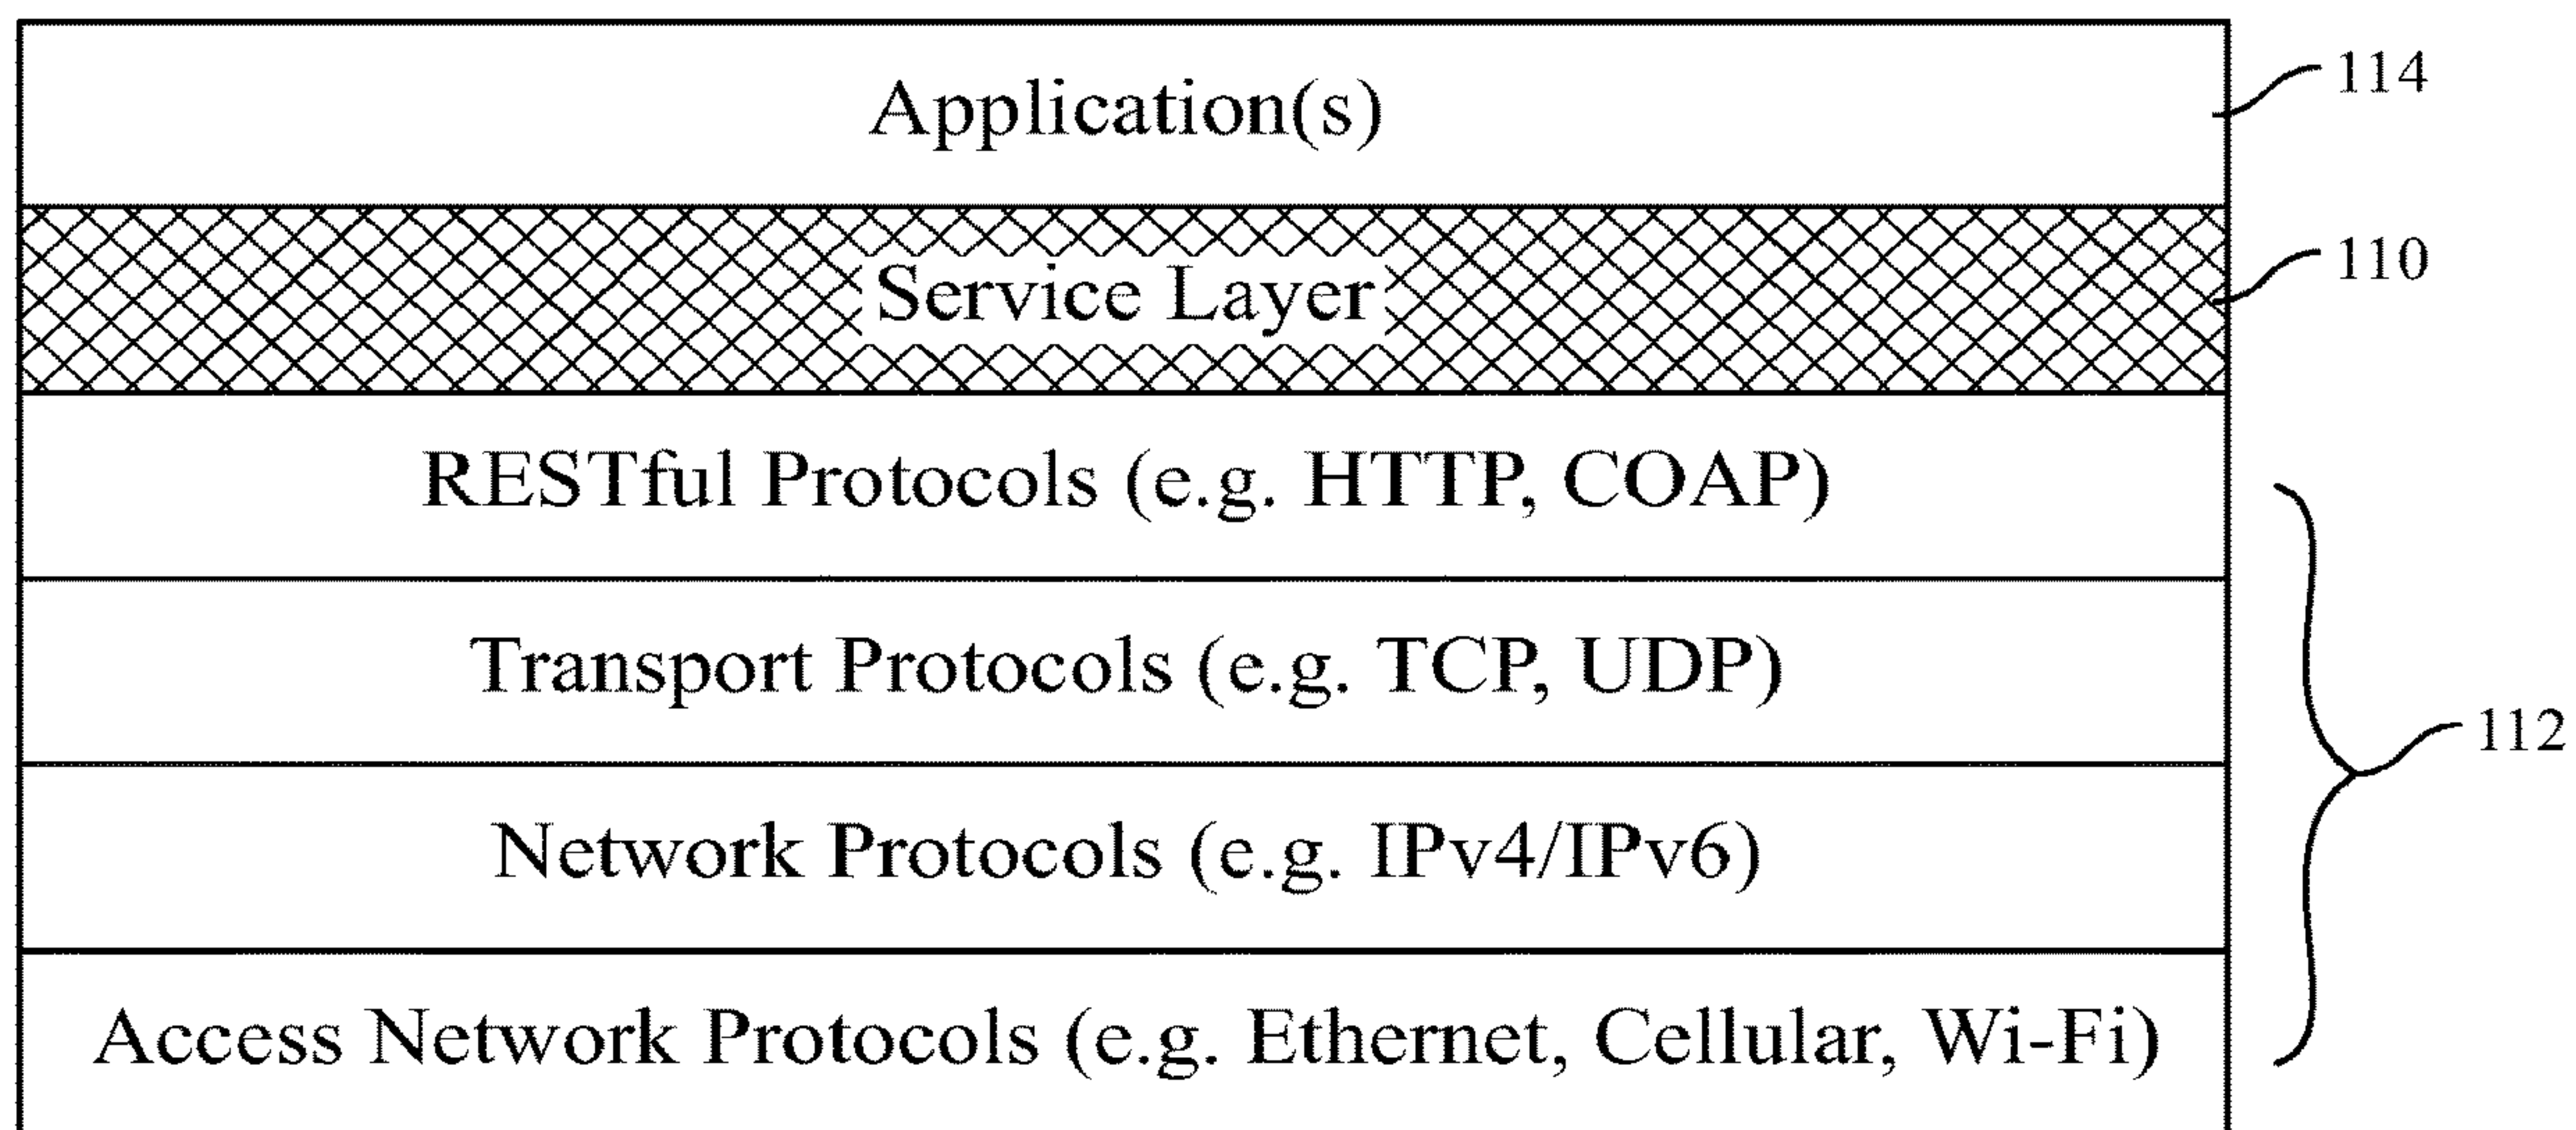 Application(s)
114
Service Layer
110
RESTful Protocols (e.g. HTTP, COAP)
Transport Protocols (e.g. TCP, UDP)
112
Network Protocols (e.g. IPv4/IPv6)
Access Network Protocols (e.g. Ethernet, Cellular, Wi-Fi)